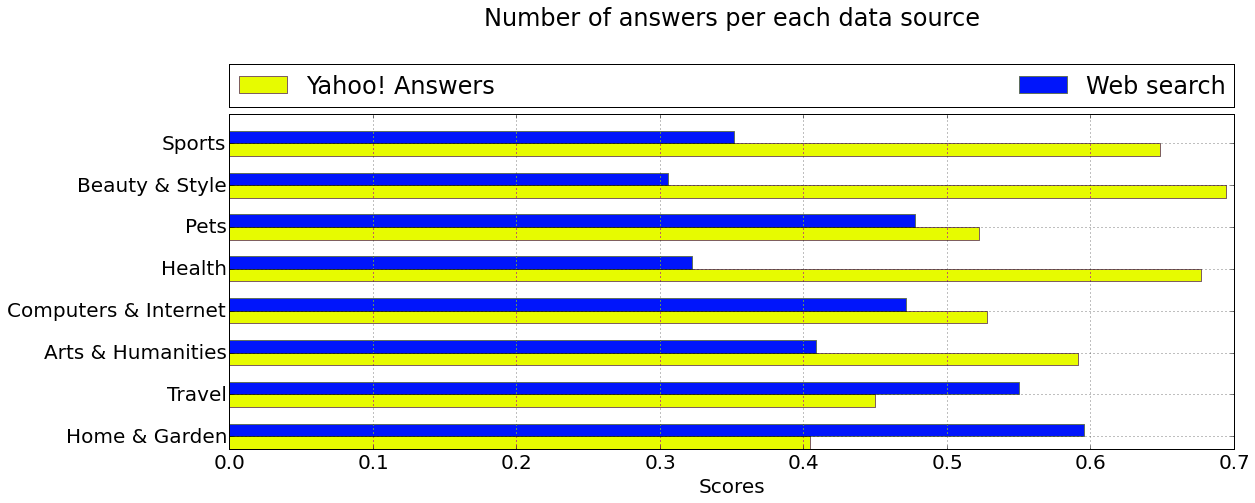 Number of answers per each data source
Yahoo! Answers Web search
Sports
Beauty & Style
Pets
Health
Computers & Internet
Arts & Humanities
Travel
Home & Garden
0.0 0.1 0.2 0.3 0.4 0.5 0.6 0.7
Scores